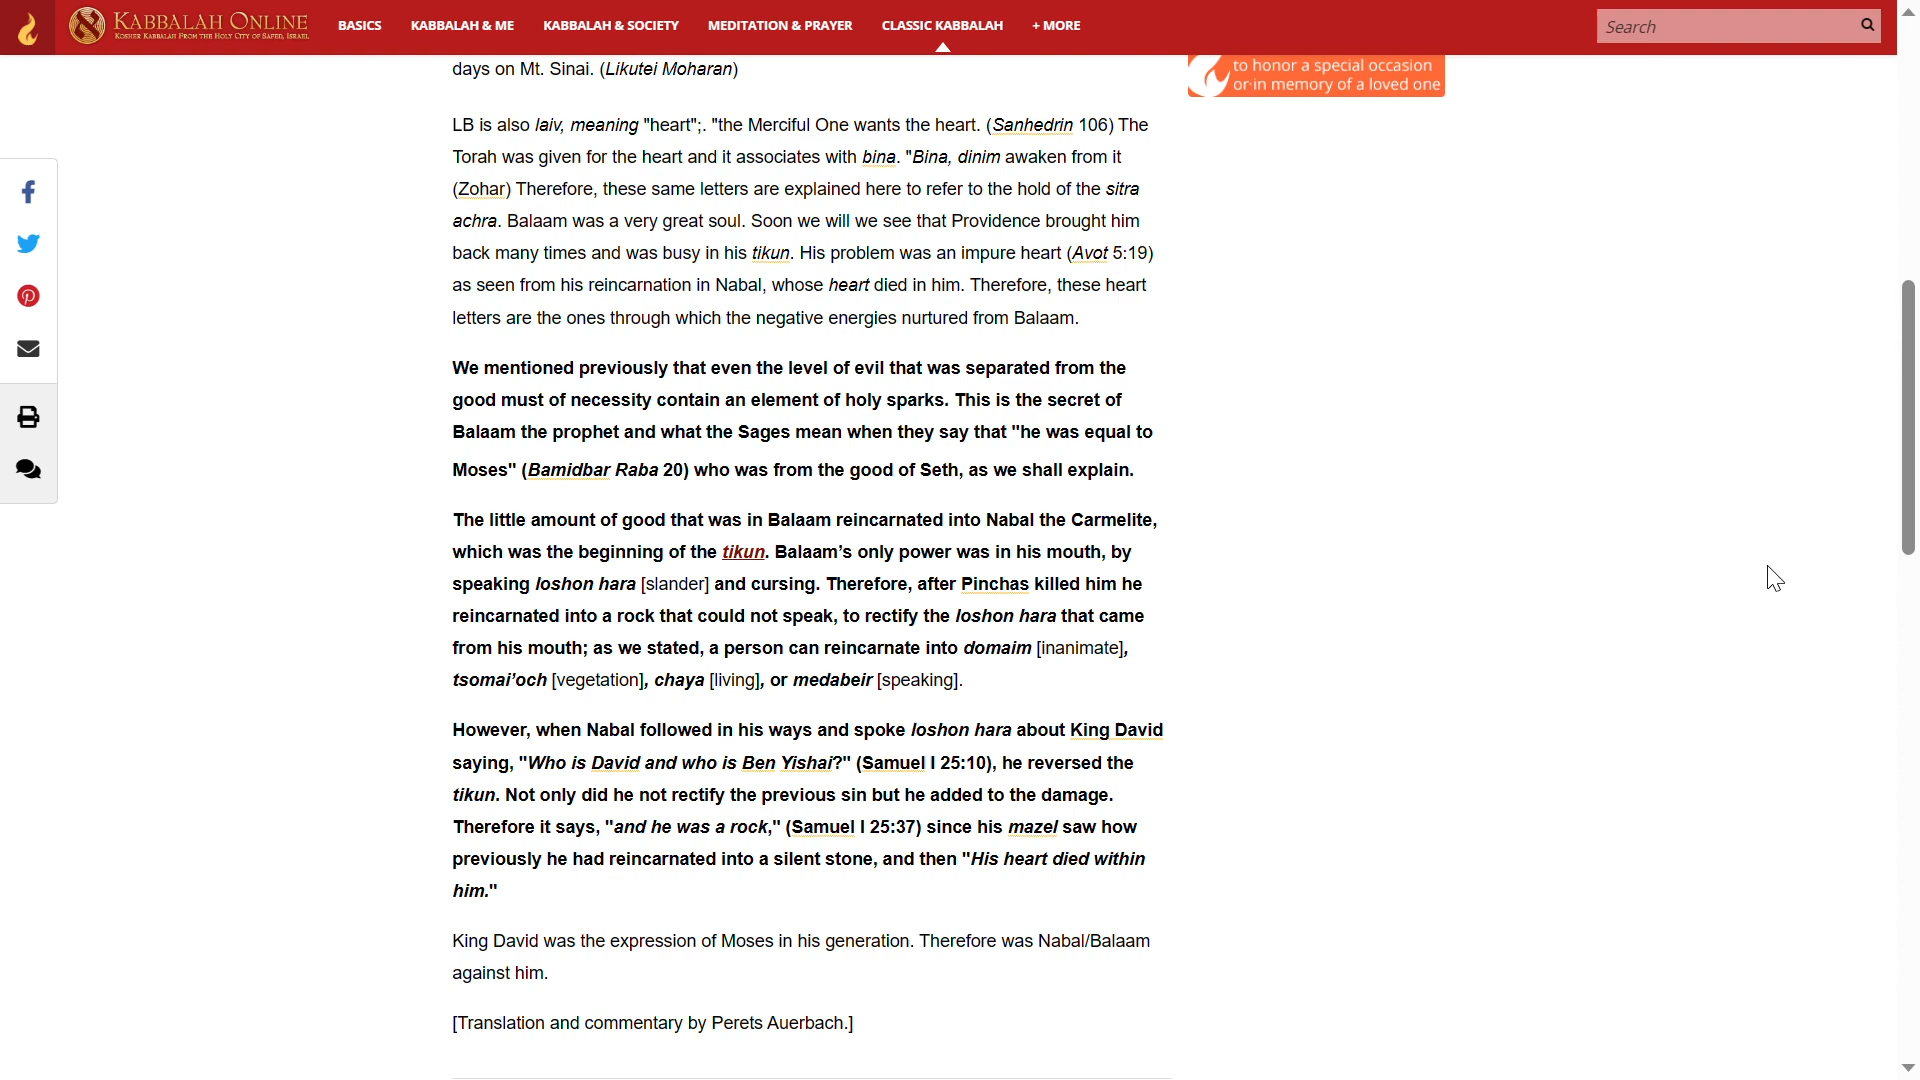 KABBALAH ONLINE
KOSHER KABBALAH FROM THE HOLY CITY OF SAFED, ISRAEL
BASICS
KABBALAH & ME
KABBALAH & SOCIETY
MEDITATION & PRAYER
CLASSIC KABBALAH
+ MORE
Search
to honor a special occasion
or in memory of a loved one
days on Mt. Sinai. (Likutei Moharan)
LB is also laiv, meaning "heart";. "the Merciful One wants the heart. (Sanhedrin 106) The
Torah was given for the heart and it associates with bina. "Bina, dinim awaken from it
(Zohar) Therefore, these same letters are explained here to refer to the hold of the sitra
achra. Balaam was a very great soul. Soon we will we see that Providence brought him
back many times and was busy in his tikun. His problem was an impure heart (Avot 5:19)
as seen from his reincarnation in Nabal, whose heart died in him. Therefore, these heart
letters are the ones through which the negative energies nurtured from Balaam.
We mentioned previously that even the level of evil that was separated from the
good must of necessity contain an element of holy sparks. This is the secret of
Balaam the prophet and what the Sages mean when they say that "he was equal to
Moses" (Bamidbar Raba 20) who was from the good of Seth, as we shall explain.
The little amount of good that was in Balaam reincarnated into Nabal the Carmelite,
which was the beginning of the tikun. Balaam’s only power was in his mouth, by
speaking loshon hara [slander] and cursing. Therefore, after Pinchas killed him he
reincarnated into a rock that could not speak, to rectify the loshon hara that came
from his mouth; as we stated, a person can reincarnate into domaim [inanimate],
tsomai’och [vegetation], chaya [living], or medabeir [speaking].
However, when Nabal followed in his ways and spoke loshon hara about King David
saying, "Who is David and who is Ben Yishai?" (Samuel I 25:10), he reversed the
tikun. Not only did he not rectify the previous sin but he added to the damage.
Therefore it says, "and he was a rock," (Samuel I 25:37) since his mazel saw how
previously he had reincarnated into a silent stone, and then "His heart died within
him."
King David was the expression of Moses in his generation. Therefore was Nabal/Balaam
against him.
[Translation and commentary by Perets Auerbach.]